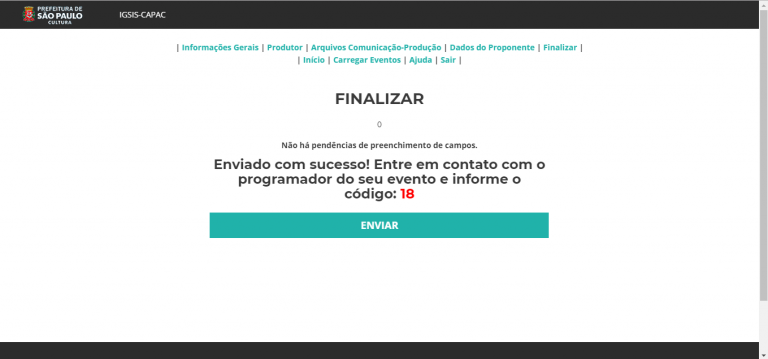 PREFEITURA DE
SÃO PAULO
CULTURA
IGSIS-CAPAC
| Informações Gerais | Produtor | Arquivos Comunicação-Produção | Dados do Proponente | Finalizar |
| Início | Carregar Eventos | Ajuda | Sair |
FINALIZAR
0
Não há pendências de preenchimento de campos.
Enviado com sucesso! Entre em contato com o
programador do seu evento e informe o
código: 18
ENVIAR